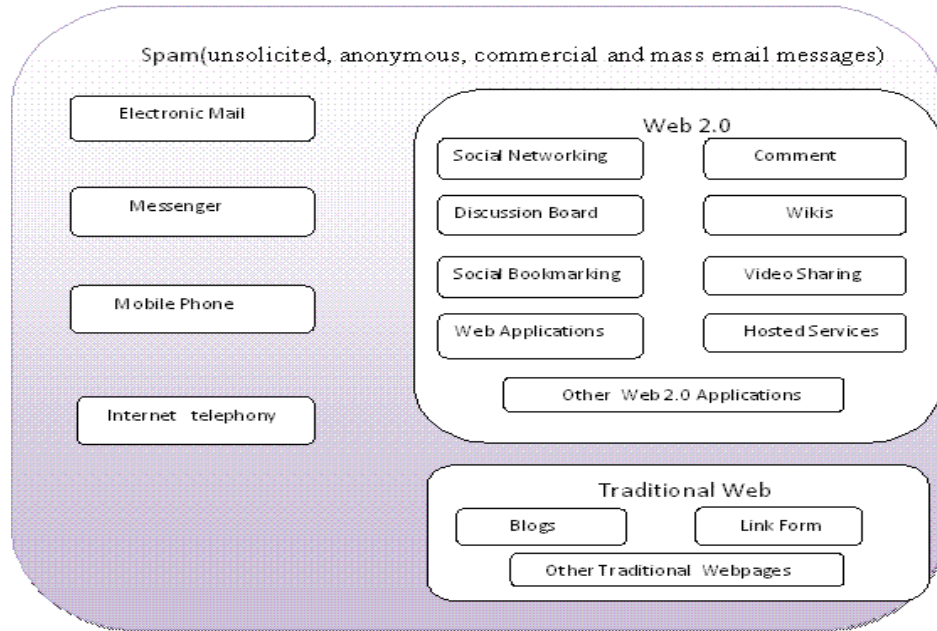 Spam(unsolicited, anonymous, commercial and mass email messages)
Electronic Mail
Messenger
Mobile Phone
Internet telephony
Web 2.0
Social Networking
Comment
Discussion Board
Wikis
Social Bookmarking
Video Sharing
Web Applications
Hosted Services
Other Web 2.0 Applications
Traditional Web
Blogs
Link Form
Other Traditional Webpages